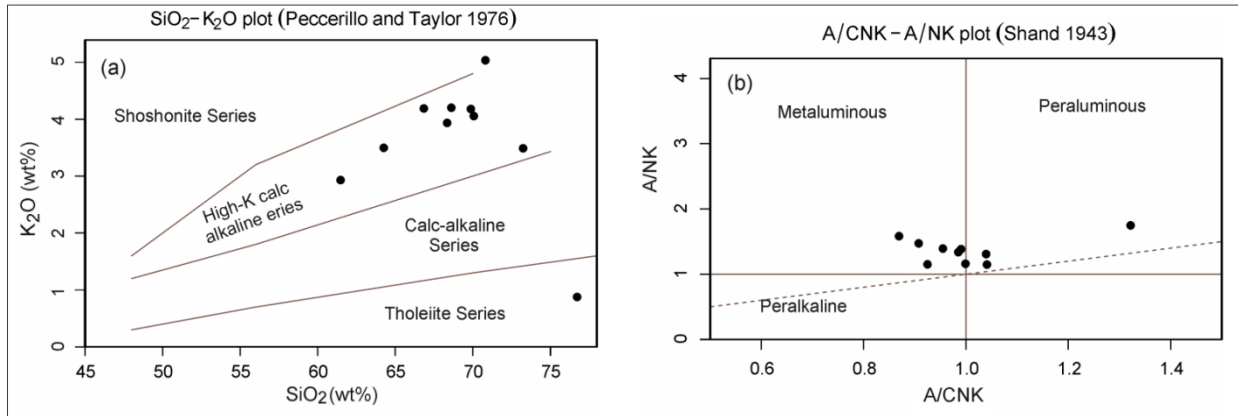 SiO2–K2O plot (Peccerillo and Taylor 1976)
(a)
Shoshonite Series
High-K calc
alkaline eries
Calc-alkaline
Series
Tholeiite Series
K2O (wt%)
0 1 2 3 4 5
45 50 55 60 65 70 75
SiO2 (wt%)
A/CNK–A/NK plot (Shand 1943)
(b)
Metaluminous
Peraluminous
Peralkaline
A/NK
0 1 2 3 4
0.6 0.8 1.0 1.2 1.4
A/CNK